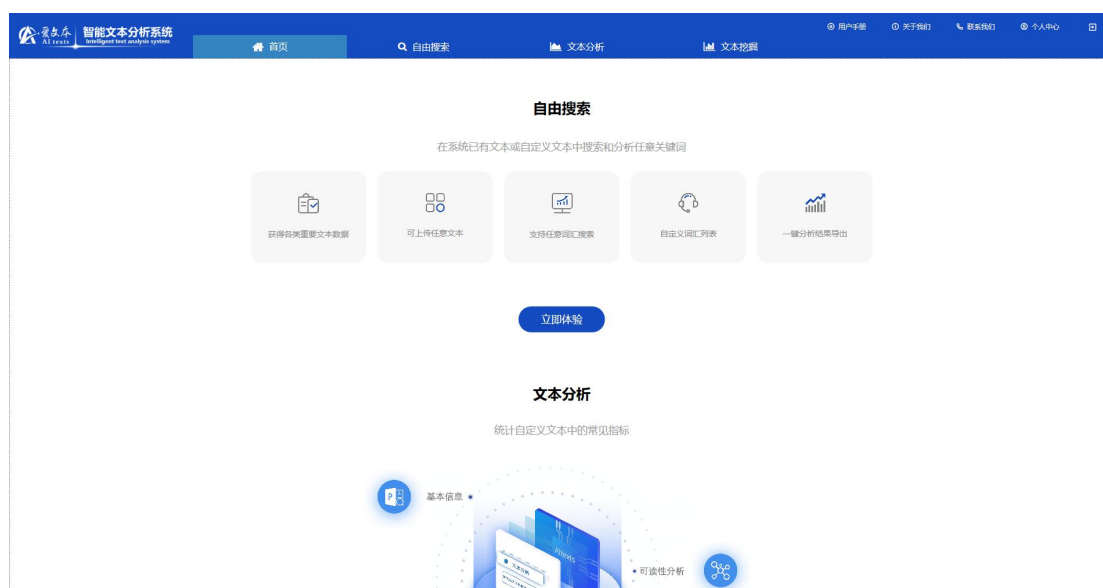 智能文本分析系统
AI texts
Intelligent text analysis system
用户手册
关于我们
联系我们
个人中心
首页
自由搜索
文本分析
文本挖掘
自由搜索
在系统已有文本或自定义文本中搜索和分析任意关键词
获得各类重要文本数据
可上传任意文本
支持任意词汇搜索
自定义词汇列表
一键分析结果导出
立即体验
文本分析
统计自定义文本中的常见指标
基本信息
AItexts
文本分析
可读性分析